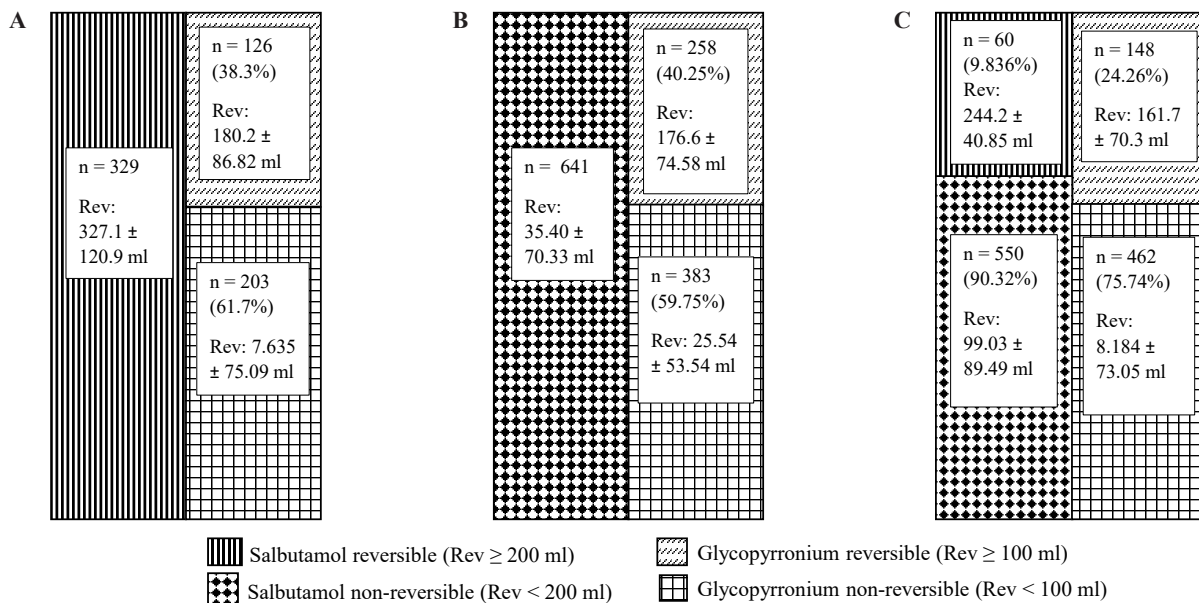 A
n = 329
Rev:
327.1 ±
120.9 ml
n = 126
(38.3%)
Rev:
180.2 ±
86.82 ml
n = 203
(61.7%)
Rev: 7.635
± 75.09 ml
B
n = 641
Rev:
35.40 ±
70.33 ml
n = 258
(40.25%)
Rev:
176.6 ±
74.58 ml
n = 383
(59.75%)
Rev: 25.54
± 53.54 ml
C
n = 60
(9.836%)
Rev:
244.2 ±
40.85 ml
n = 148
(24.26%)
Rev: 161.7
± 70.3 ml
n = 550
(90.32%)
Rev:
99.03 ±
89.49 ml
n = 462
(75.74%)
Rev:
8.184 ±
73.05 ml
Salbutamol reversible (Rev ≥ 200 ml)
Glycopyrronium reversible (Rev ≥ 100 ml)
Salbutamol non-reversible (Rev < 200 ml)
Glycopyrronium non-reversible (Rev < 100 ml)